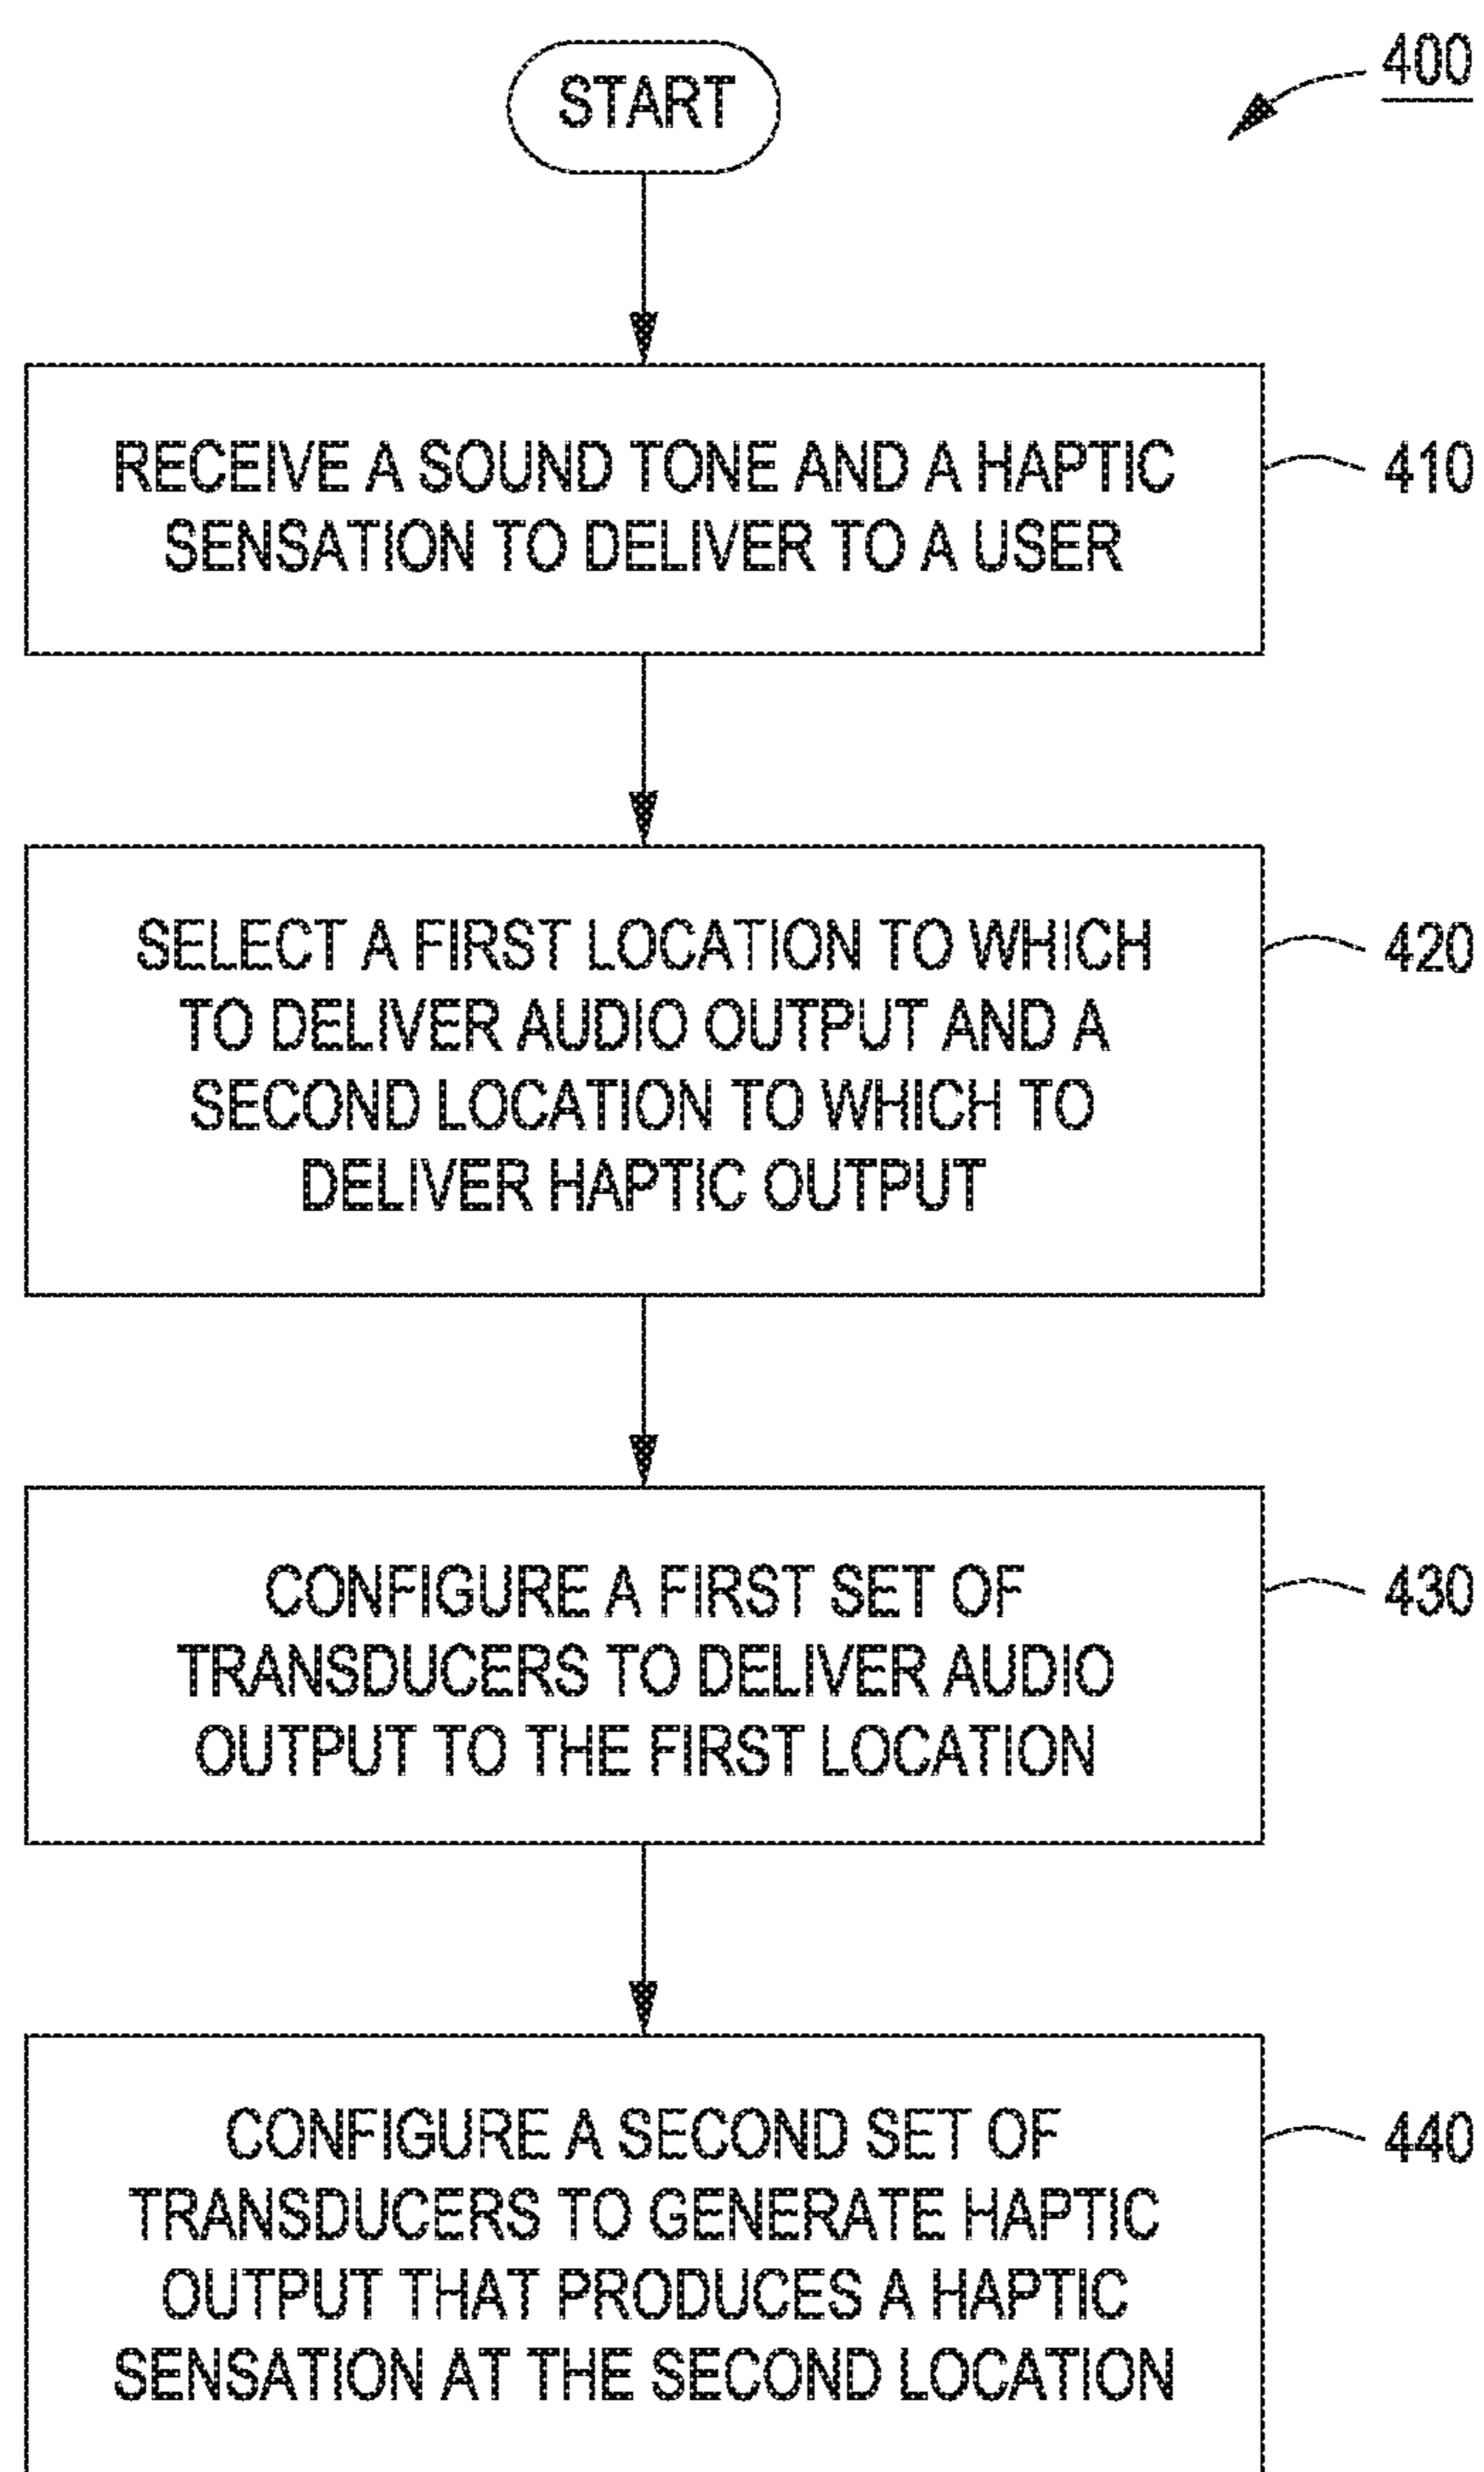 START
400
RECEIVE A SOUND TONE AND A HAPTIC
SENSATION TO DELIVER TO A USER
410
SELECT A FIRST LOCATION TO WHICH
TO DELIVER AUDIO OUTPUT AND A
SECOND LOCATION TO WHICH TO
DELIVER HAPTIC OUTPUT
420
CONFIGURE A FIRST SET OF
TRANSDUCERS TO DELIVER AUDIO
OUTPUT TO THE FIRST LOCATION
430
CONFIGURE A SECOND SET OF
TRANSDUCERS TO GENERATE HAPTIC
OUTPUT THAT PRODUCES A HAPTIC
SENSATION AT THE SECOND LOCATION
440